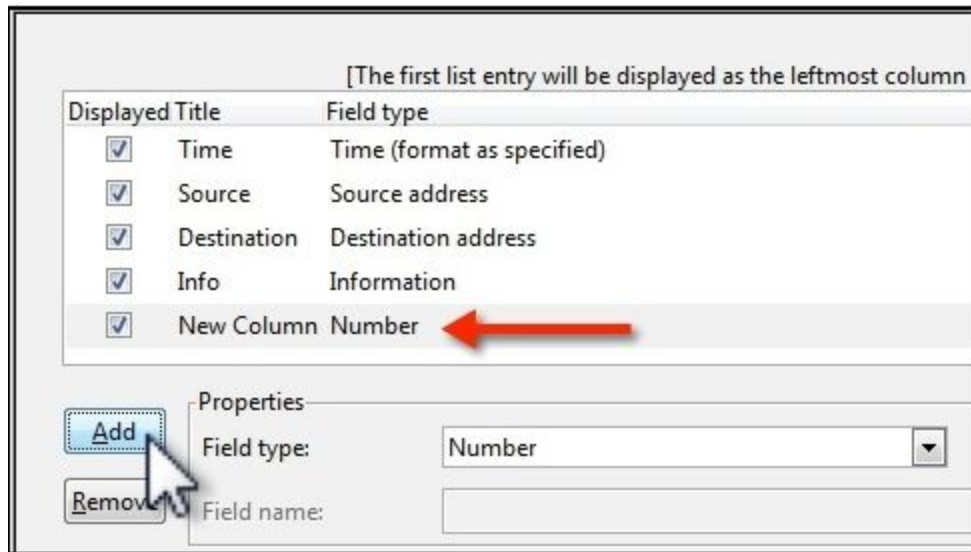 [The first list entry will be displayed as the leftmost column
Displayed Title Field type
Time Time (format as specified)
Source Source address
Destination Destination address
Info Information
New Column Number
Properties
Add
Field type: Number
Remov
Field name: